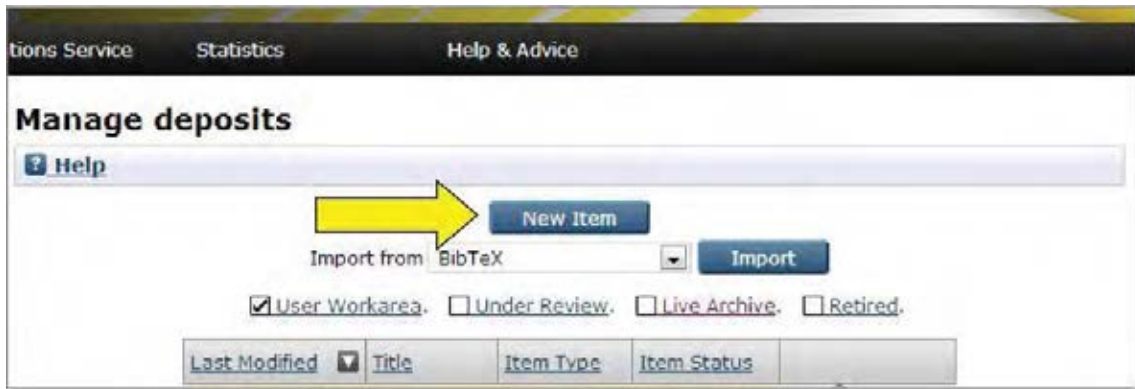 tions Service Statistics Help & Advice
Manage deposits
? Help
New Item
Import from BibTeX Import
User Workarea. Under Review. Live Archive. Retired.
Last Modified Title Item Type Item Status